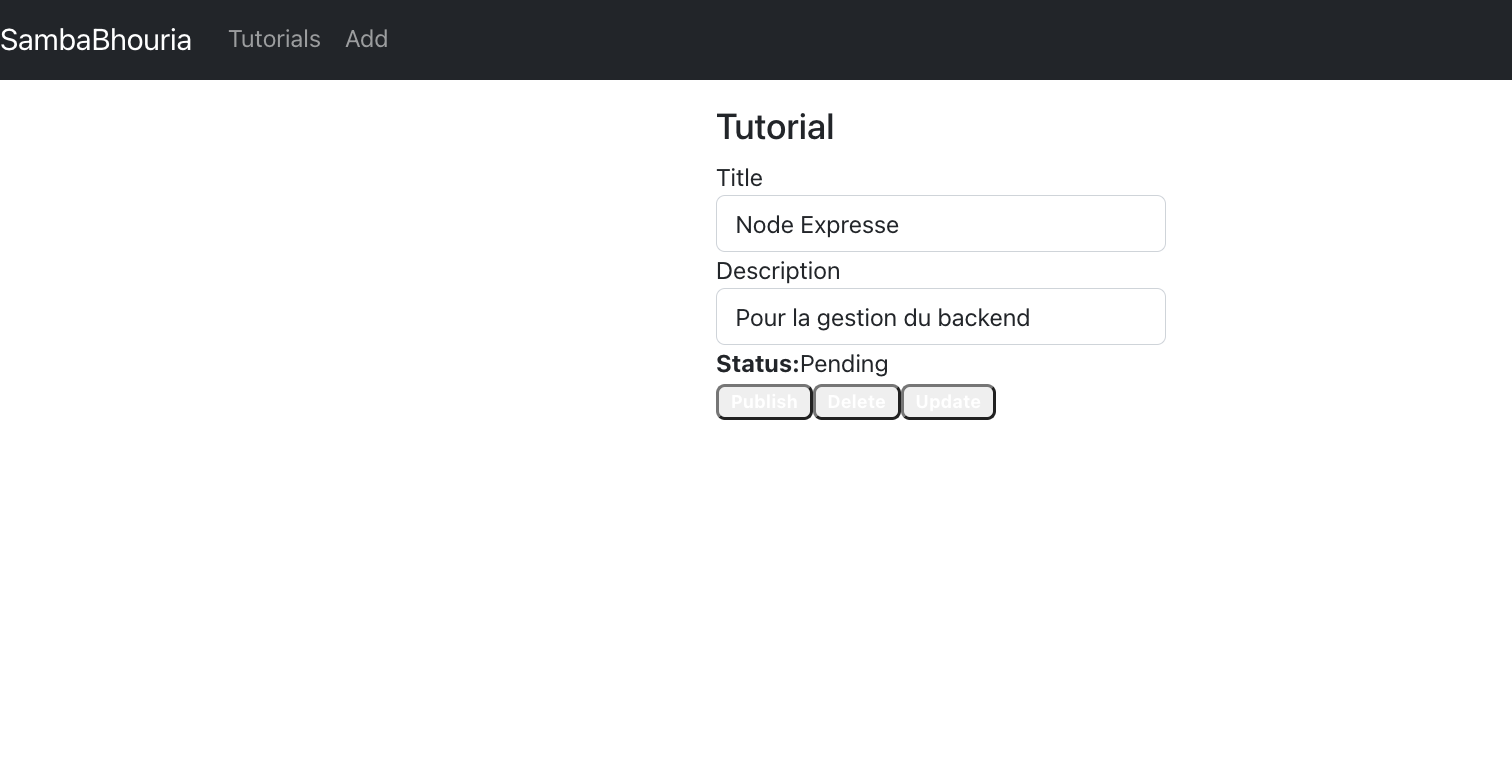 SambaBhouria Tutorials Add
Tutorial
Title
Node Expresse
Description
Pour la gestion du backend
Status:Pending
Publish Delete Update